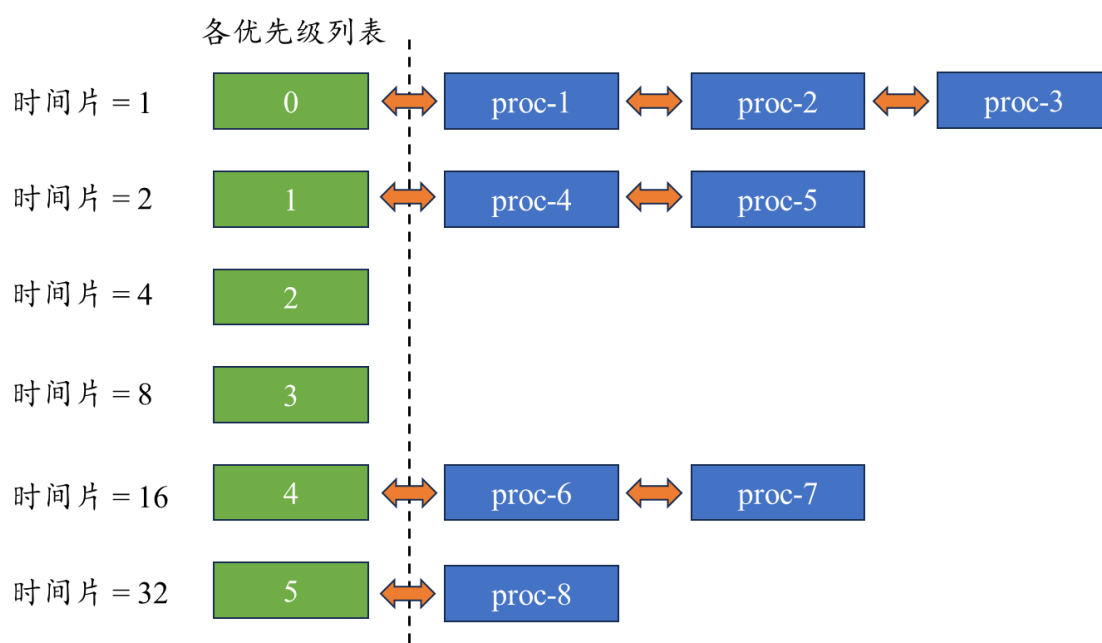 各优先级列表
时间片 = 1 0 proc-1 proc-2 proc-3
时间片 = 2 1 proc-4 proc-5
时间片 = 4 2
时间片 = 8 3
时间片 = 16 4 proc-6 proc-7
时间片 = 32 5 proc-8